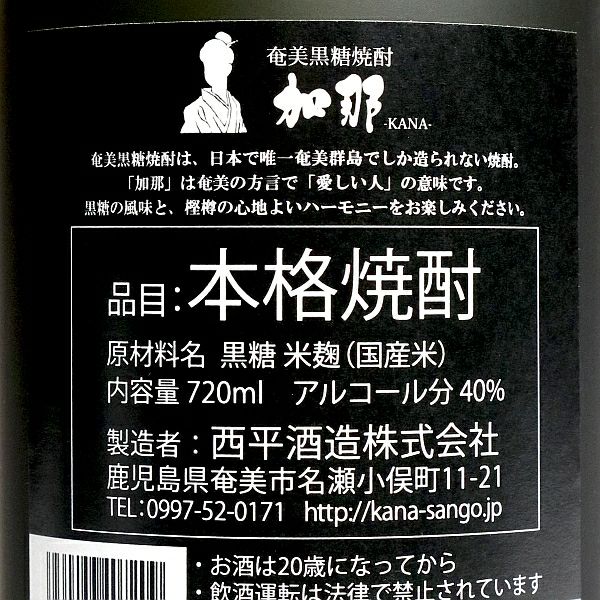 奄美黒糖焼酎
加那
-KANA-
奄美黒糖焼酎は、日本で唯一奄美群島でしか造られない焼酎。
「加那」は奄美の方言で「愛しい人」の意味です。
黒糖の風味と、樫樽の心地よいハーモニーをお楽しみください。
品目：本格焼酎
原材料名 黒糖 米麹（国産米）
内容量 720ml アルコール分 40%
製造者：西平酒造株式会社
鹿児島県奄美市名瀬小俣町11-21
TEL：0997-52-0171 http://kana-sango.jp
・お酒は20歳になってから
・飲酒運転は法律で禁止されています